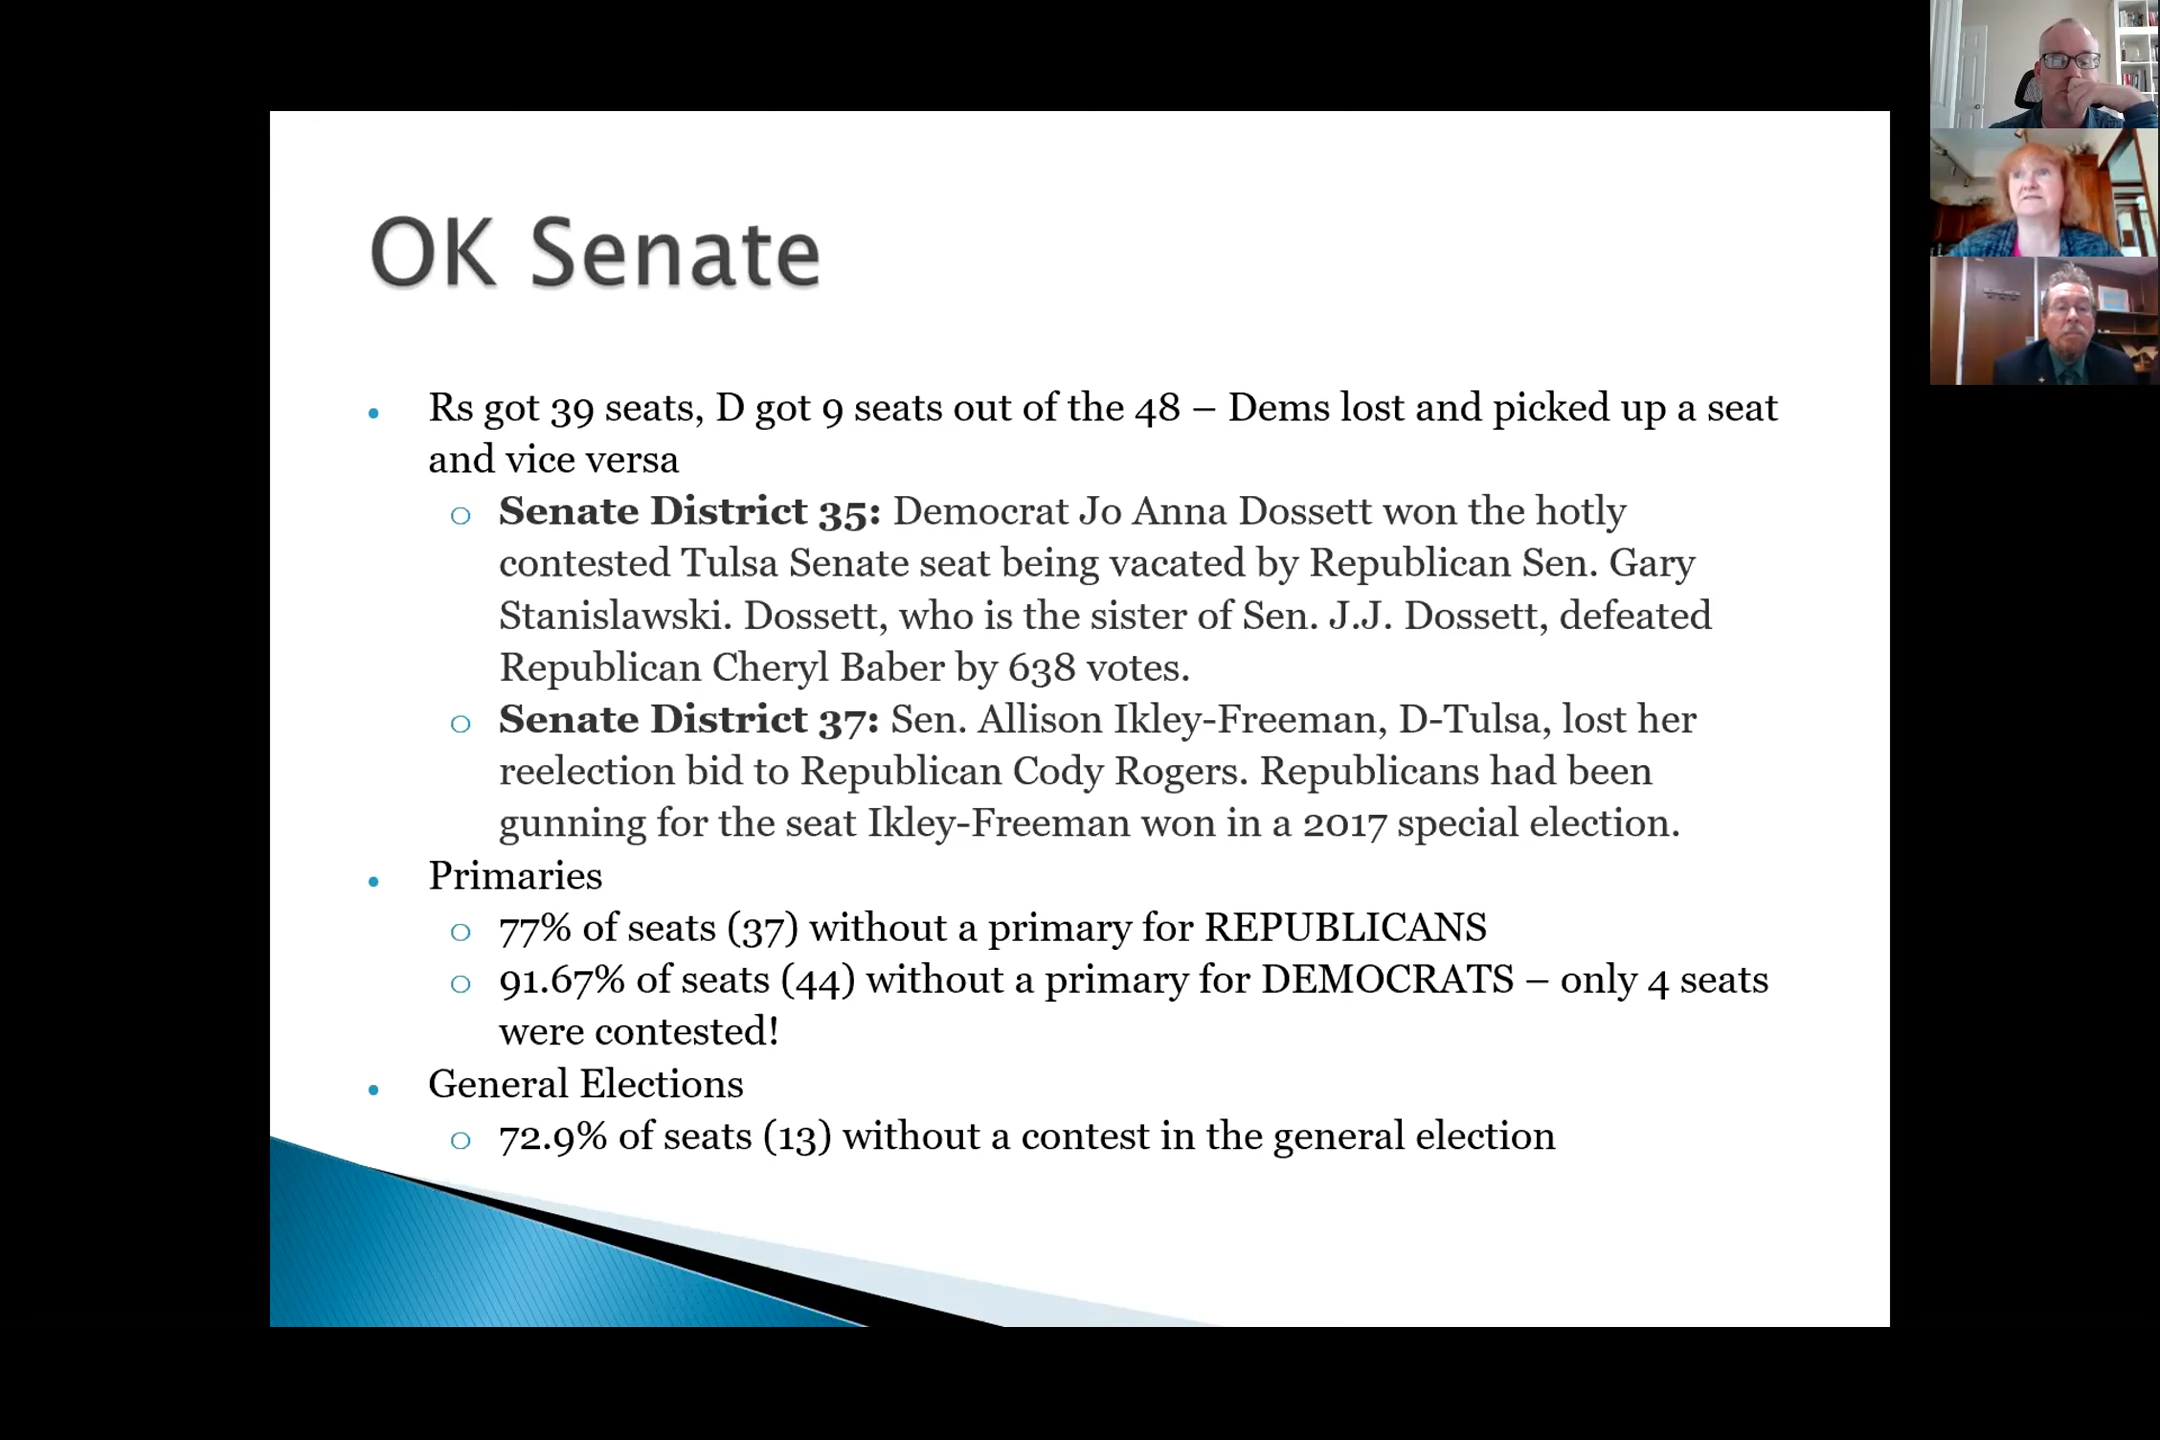 OK Senate
• Rs got 39 seats, D got 9 seats out of the 48 – Dems lost and picked up a seat
and vice versa
o Senate District 35: Democrat Jo Anna Dossett won the hotly
contested Tulsa Senate seat being vacated by Republican Sen. Gary
Stanislawski. Dossett, who is the sister of Sen. J.J. Dossett, defeated
Republican Cheryl Baber by 638 votes.
o Senate District 37: Sen. Allison Ikley-Freeman, D-Tulsa, lost her
reelection bid to Republican Cody Rogers. Republicans had been
gunning for the seat Ikley-Freeman won in a 2017 special election.
• Primaries
o 77% of seats (37) without a primary for REPUBLICANS
o 91.67% of seats (44) without a primary for DEMOCRATS – only 4 seats
were contested!
• General Elections
o 72.9% of seats (13) without a contest in the general election